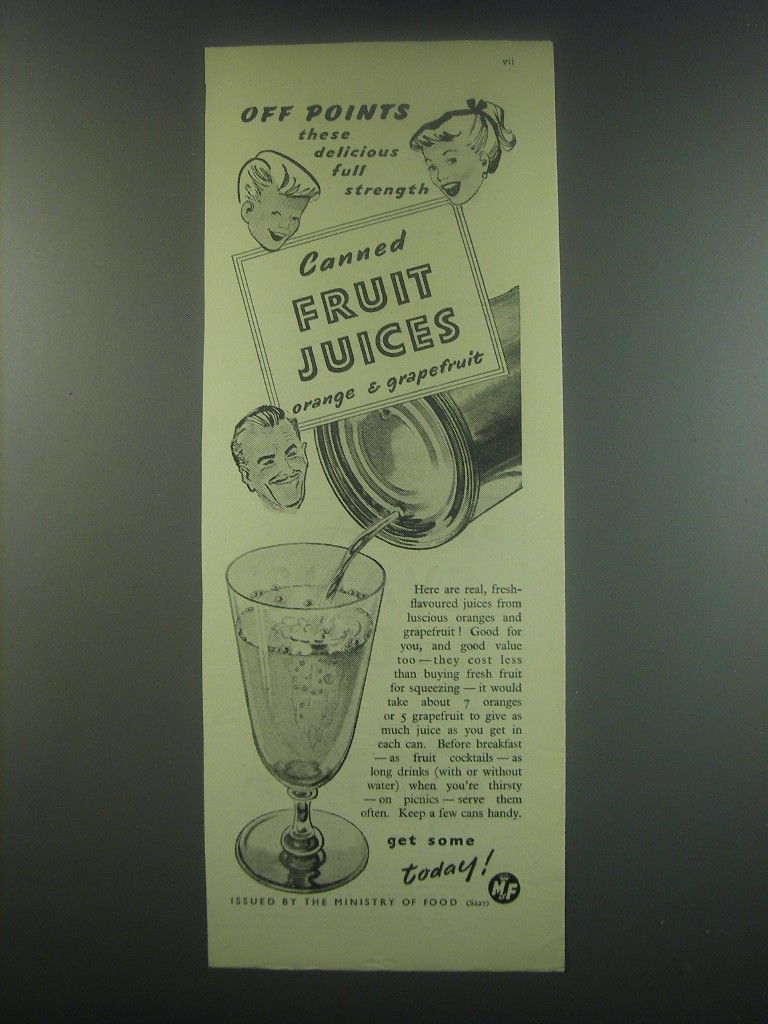 vii
OFF POINTS
these
delicious
full
strength
Canned
FRUIT
JUICES
orange & grapefruit
Here are real, fresh-
flavoured juices from
luscious oranges and
grapefruit! Good for
you, and good value
too — they cost less
than buying fresh fruit
for squeezing — it would
take about 7 oranges
or 5 grapefruit to give as
much juice as you get in
each can. Before breakfast
— as fruit cocktails — as
long drinks (with or without
water) when you're thirsty
— on picnics — serve them
often. Keep a few cans handy.
get some
today!
MF
ISSUED BY THE MINISTRY OF FOOD (S227)